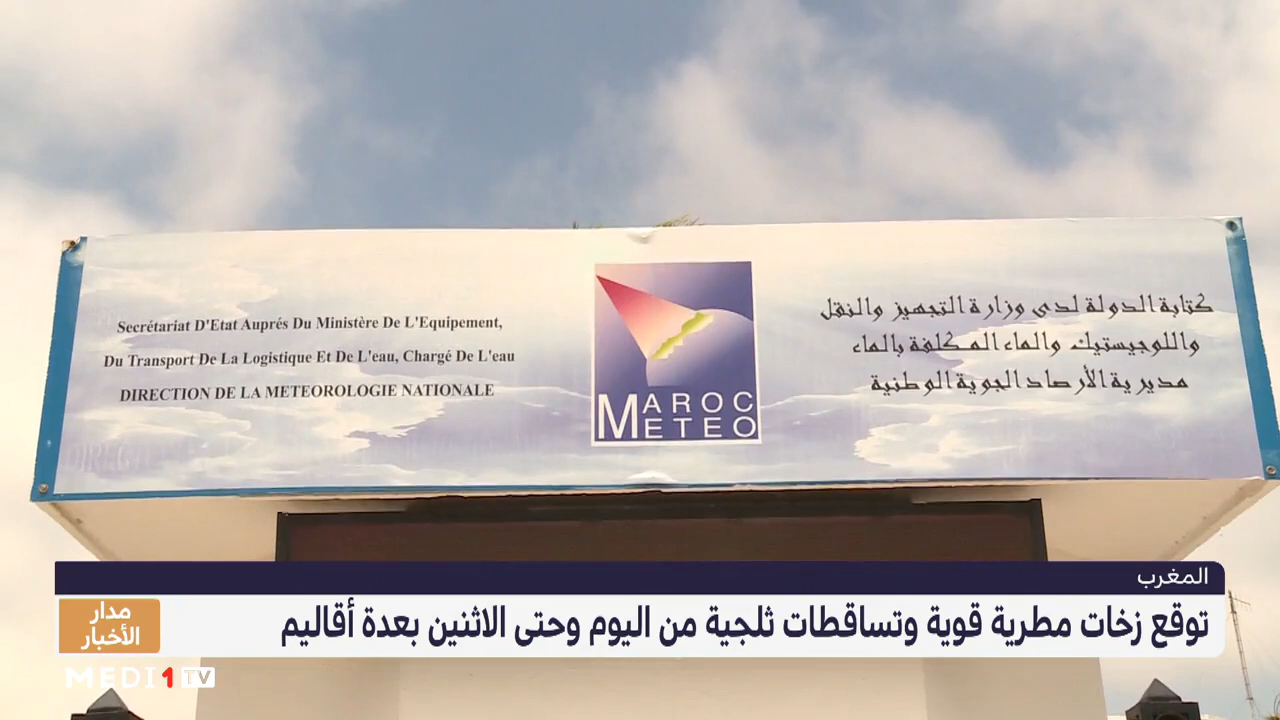 Secrétariat D'Etat Auprés Du Ministère De L'Equipement,
Du Transport De La Logistique Et De L'eau, Chargé De L'eau
DIRECTION DE LA METEOROLOGIE NATIONALE
MAROC
METEO
كتابة الدولة لدى وزارة التجهيز والنقل
واللوجيستيك والماء المكلفة بالماء
مديرية الأرصاد الجوية الوطنية
المغرب
توقع زخات مطرية قوية وتساقطات ثلجية من اليوم وحتى الاثنين بعدة أقاليم
مدار
الأخبار
MEDI1TV